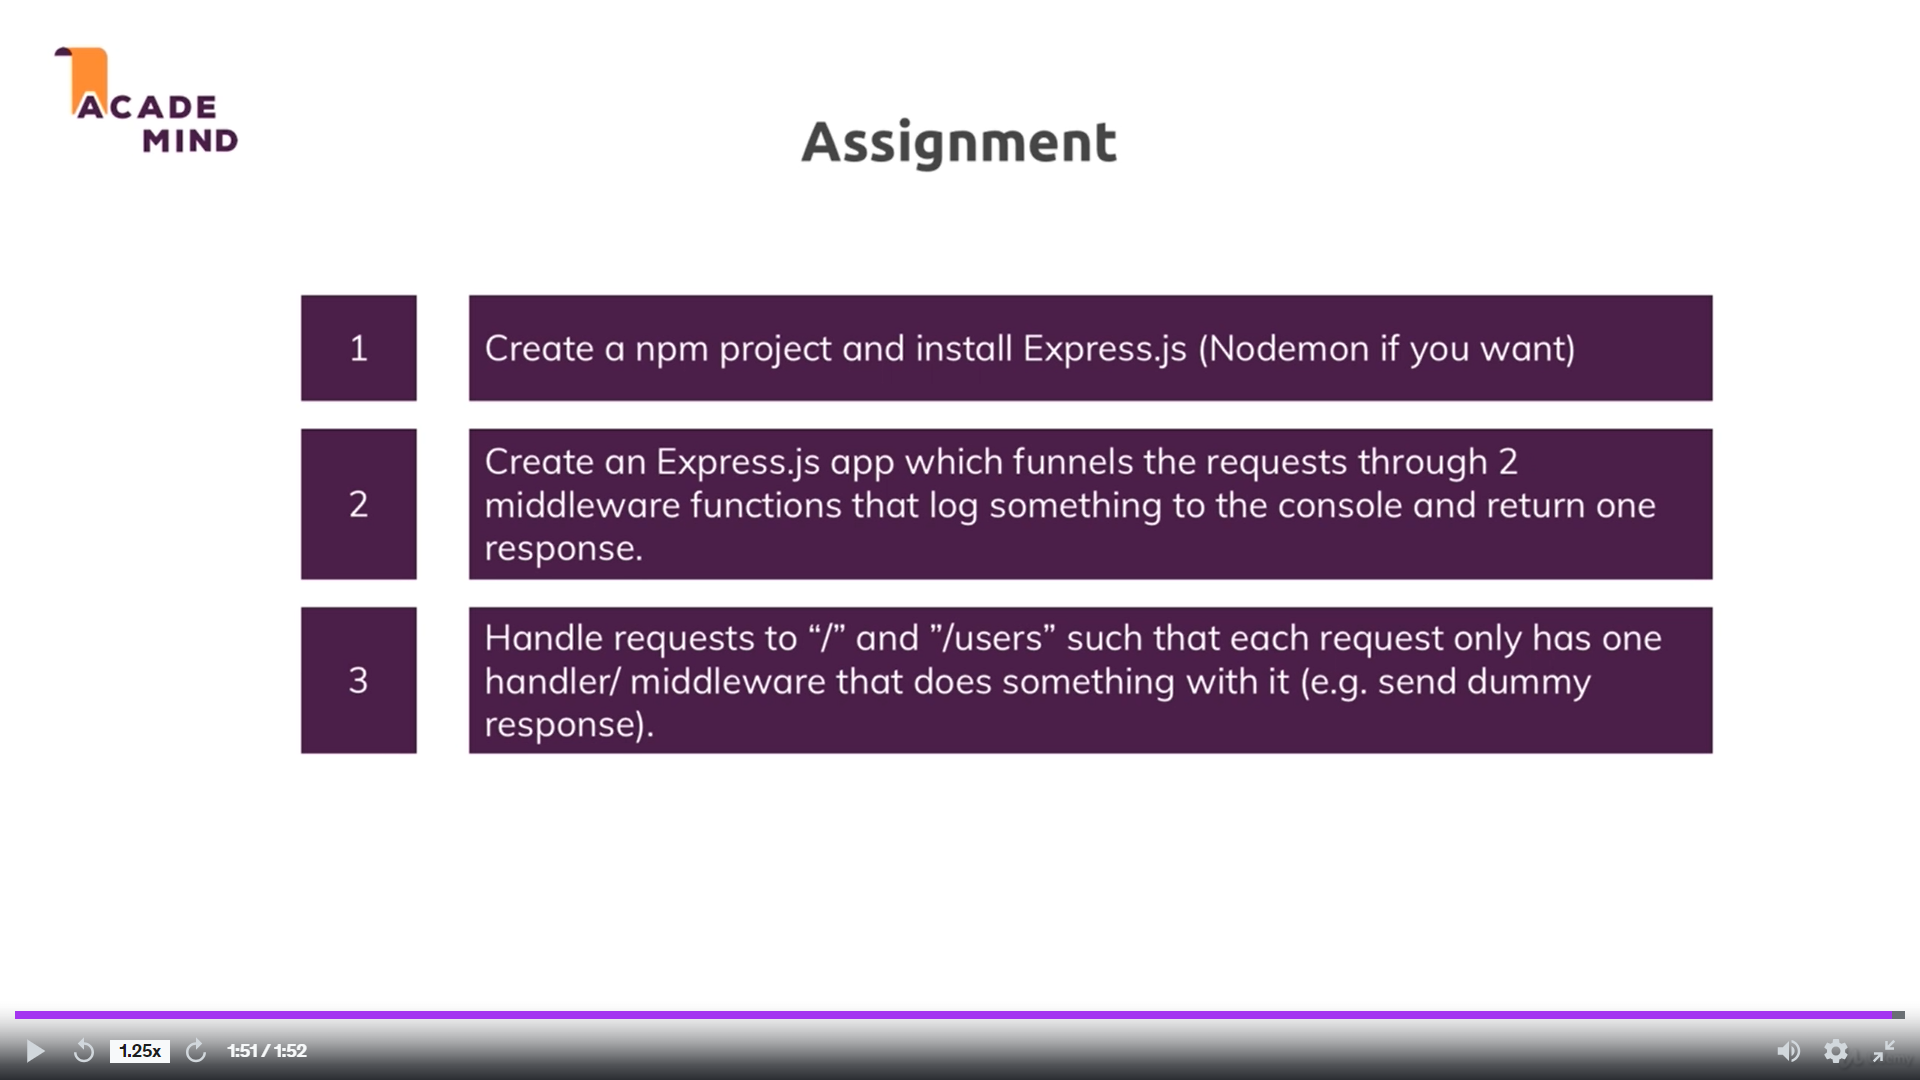 ACADE
MIND
Assignment
1
Create a npm project and install Express.js (Nodemon if you want)
2
Create an Express.js app which funnels the requests through 2
middleware functions that log something to the console and return one
response.
3
Handle requests to “/” and ”/users” such that each request only has one
handler/ middleware that does something with it (e.g. send dummy
response).
1.25x
1:51 / 1:52